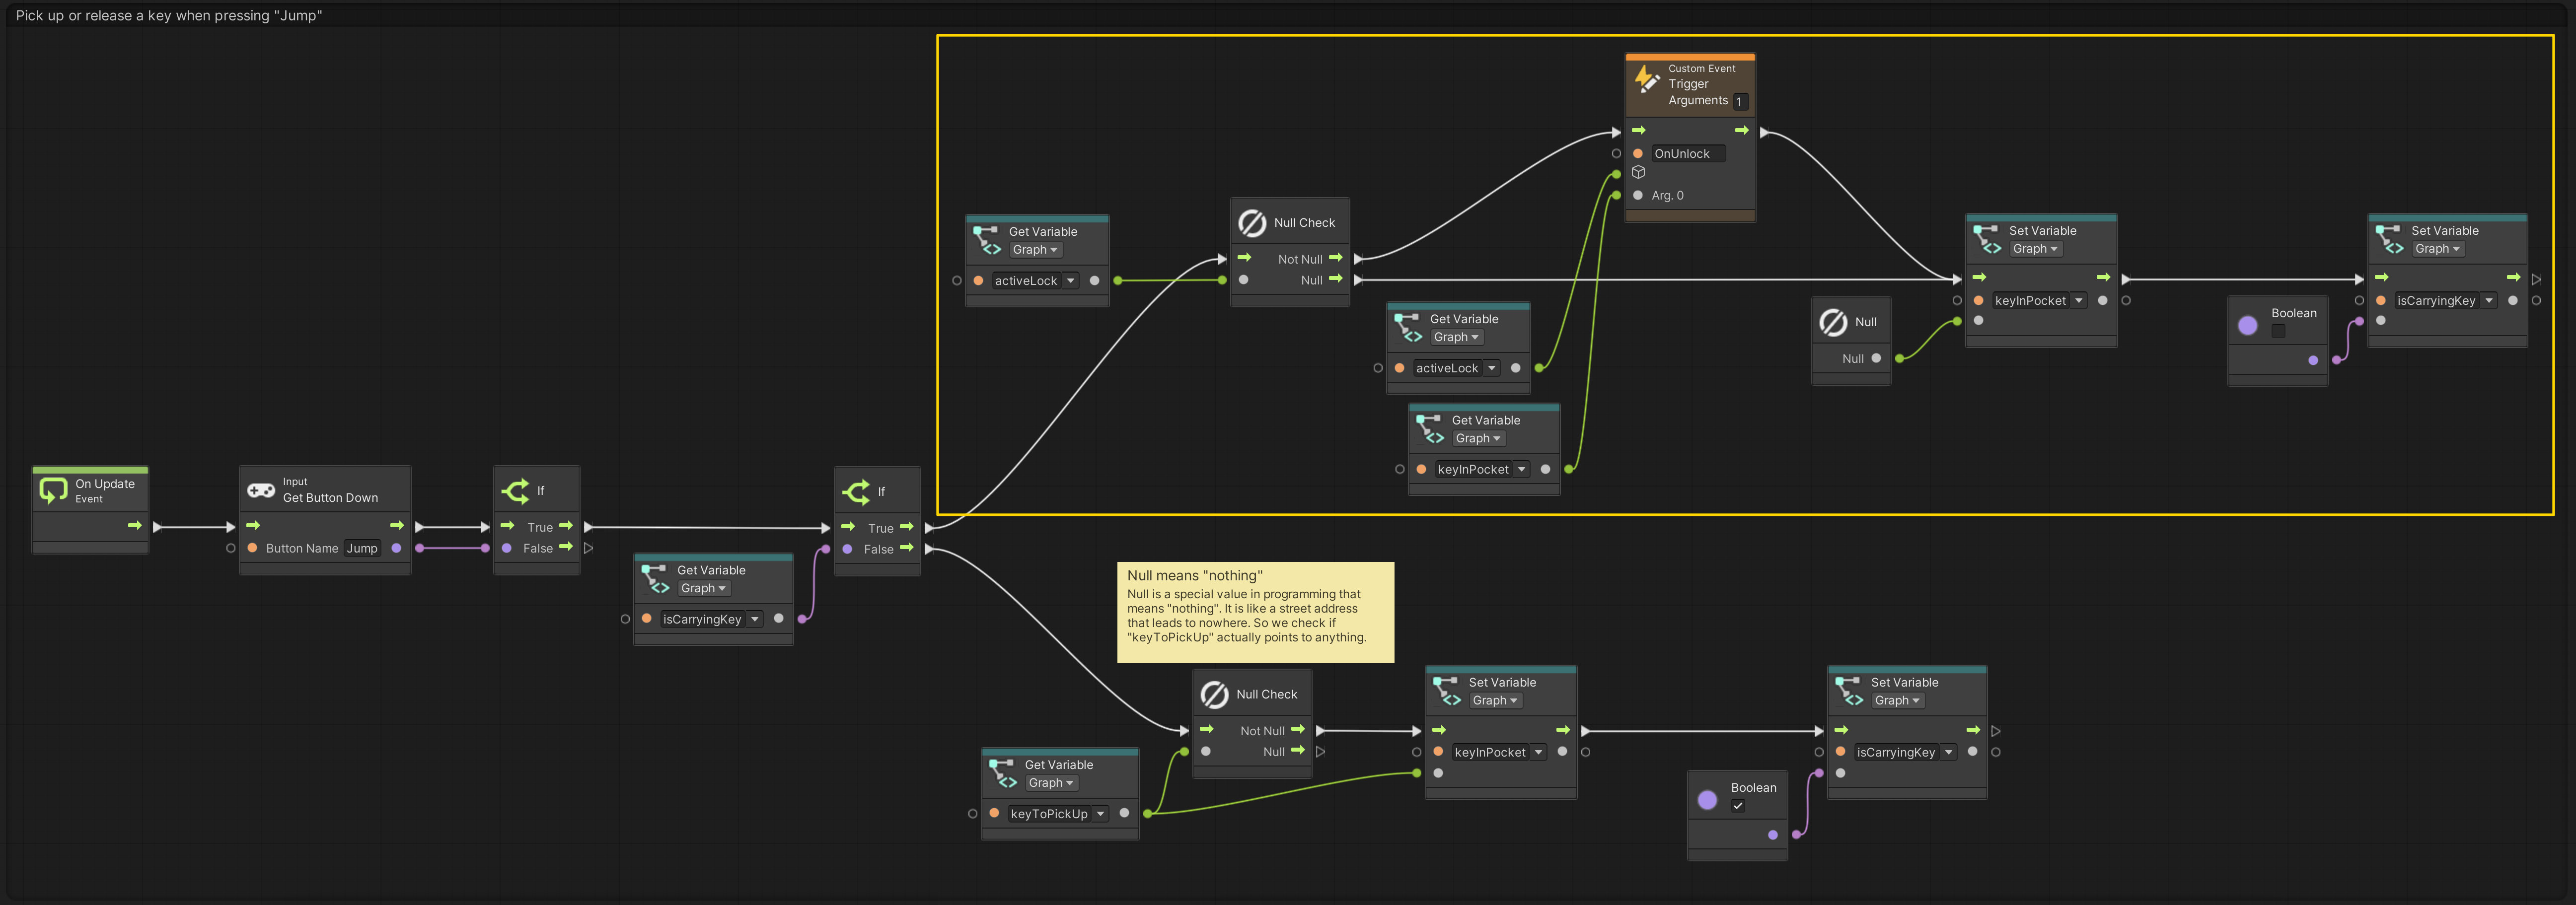 Pick up or release a key when pressing "Jump"
Custom Event
Trigger
Arguments 1
OnUnlock
Arg. 0
Get Variable
Graph
activeLock
Null Check
Not Null
Null
Get Variable
Graph
activeLock
Get Variable
Graph
keyInPocket
Null
Null
Set Variable
Graph
keyInPocket
Boolean
Set Variable
Graph
isCarryingKey
On Update
Event
Input
Get Button Down
Button Name Jump
If
True
False
Get Variable
Graph
isCarryingKey
If
True
False
Null means "nothing"
Null is a special value in programming that
means "nothing". It is like a street address
that leads to nowhere. So we check if
"keyToPickUp" actually points to anything.
Get Variable
Graph
keyToPickUp
Null Check
Not Null
Null
Set Variable
Graph
keyInPocket
Boolean
Set Variable
Graph
isCarryingKey